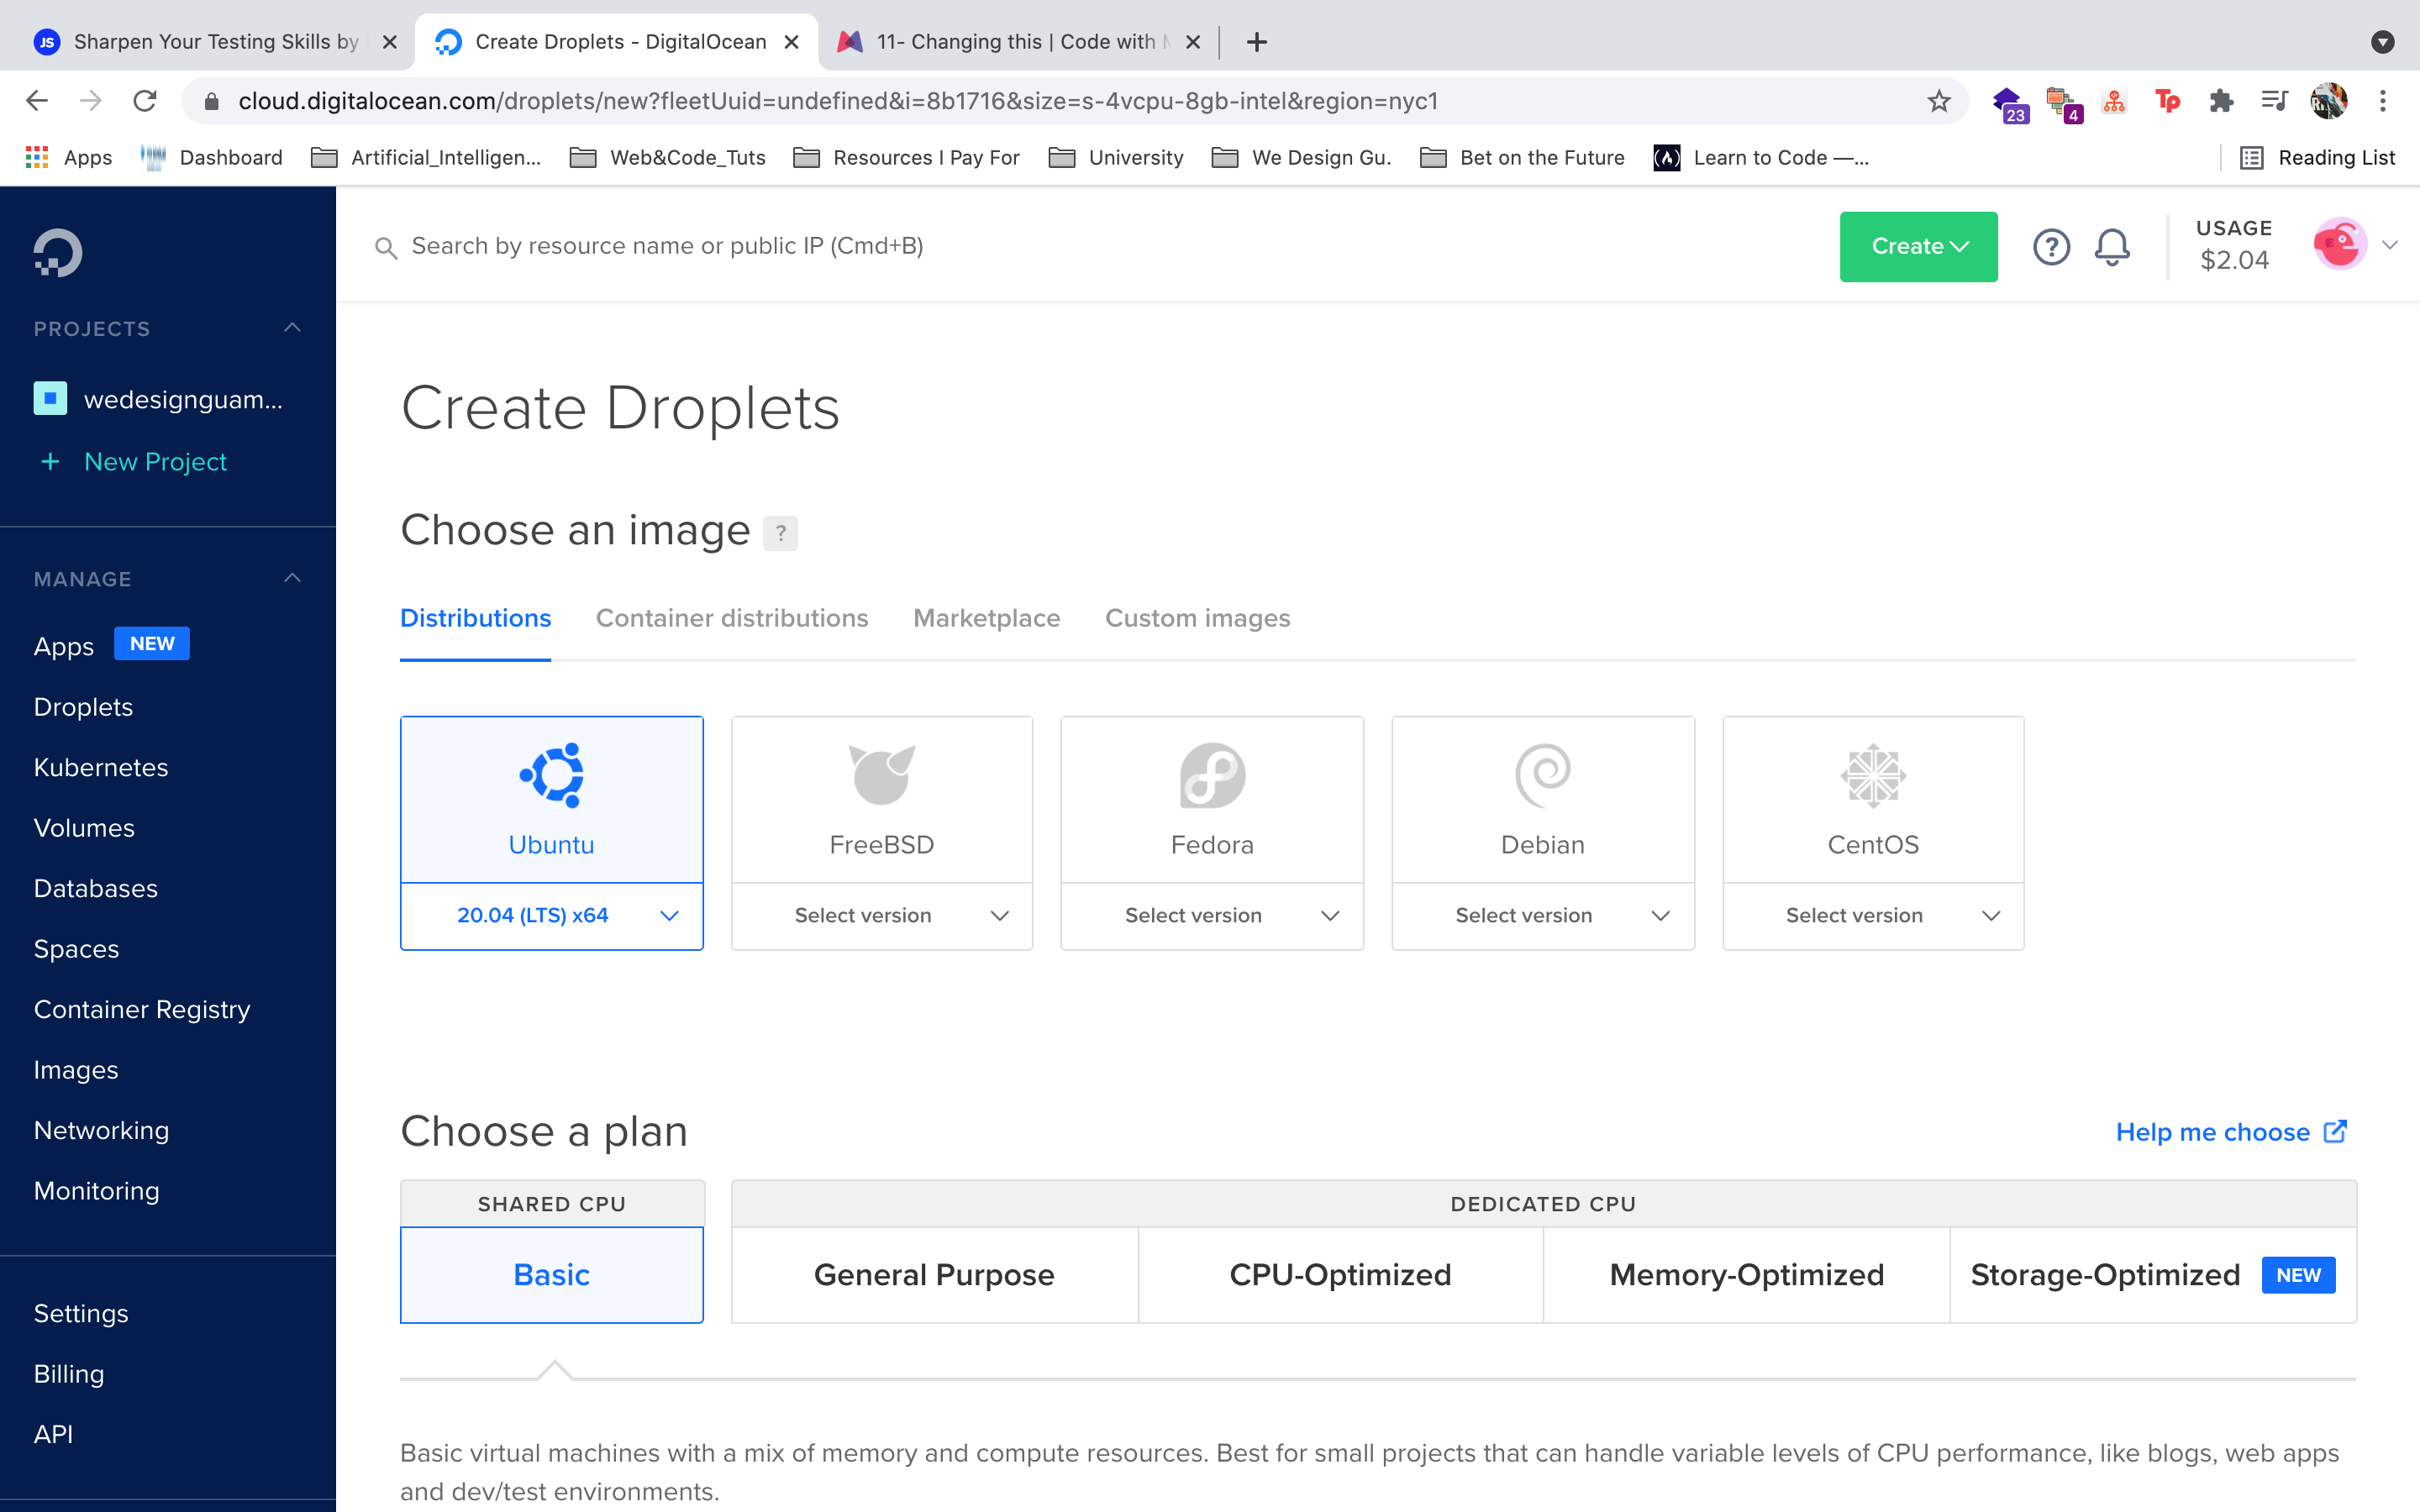 JS Sharpen Your Testing Skills by
Create Droplets - DigitalOcean
11- Changing this | Code with
cloud.digitalocean.com/droplets/new?fleetUuid=undefined&i=8b1716&size=s-4vcpu-8gb-intel&region=nyc1
23
4
Tp
Apps
Dashboard
Artificial_Intelligen...
Web&Code_Tuts
Resources I Pay For
University
We Design Gu.
Bet on the Future
Learn to Code —...
Reading List
Search by resource name or public IP (Cmd+B)
Create
?
USAGE
$2.04
PROJECTS
wedesignguam...
+ New Project
MANAGE
Apps NEW
Droplets
Kubernetes
Volumes
Databases
Spaces
Container Registry
Images
Networking
Monitoring
Settings
Billing
API
Create Droplets
Choose an image ?
Distributions
Container distributions
Marketplace
Custom images
Ubuntu
20.04 (LTS) x64
FreeBSD
Select version
Fedora
Select version
Debian
Select version
CentOS
Select version
Choose a plan
Help me choose
SHARED CPU
DEDICATED CPU
Basic
General Purpose
CPU-Optimized
Memory-Optimized
Storage-Optimized NEW
Basic virtual machines with a mix of memory and compute resources. Best for small projects that can handle variable levels of CPU performance, like blogs, web apps
and dev/test environments.